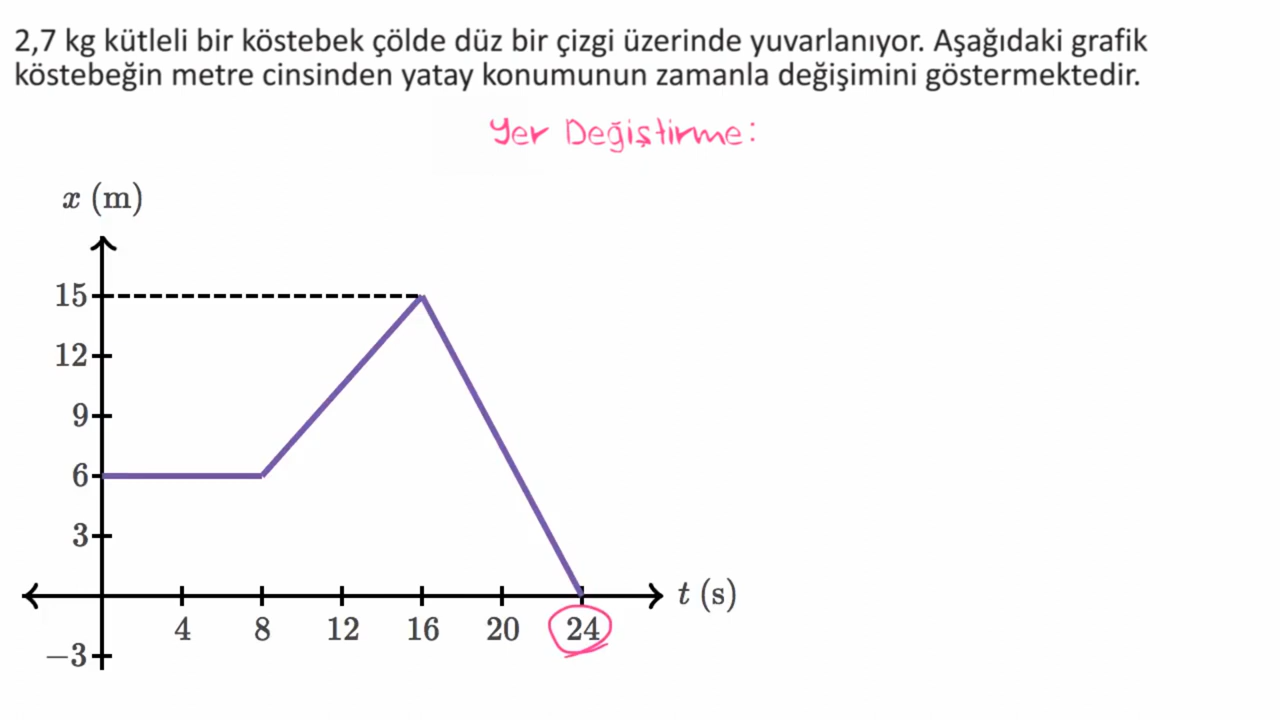 2,7 kg kütleli bir köstebek çölde düz bir çizgi üzerinde yuvarlanıyor. Aşağıdaki grafik
köstebeğin metre cinsinden yatay konumunun zamanla değişimini göstermektedir.
Yer Değiştirme:
x (m)
15
12
9
6
3
t (s)
4 8 12 16 20 24
−3